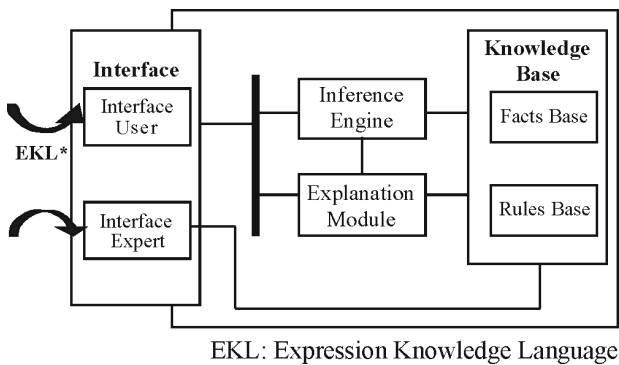 Interface
Interface
User
EKL*
Interface
Expert
Inference
Engine
Explanation
Module
Knowledge
Base
Facts Base
Rules Base
EKL: Expression Knowledge Language